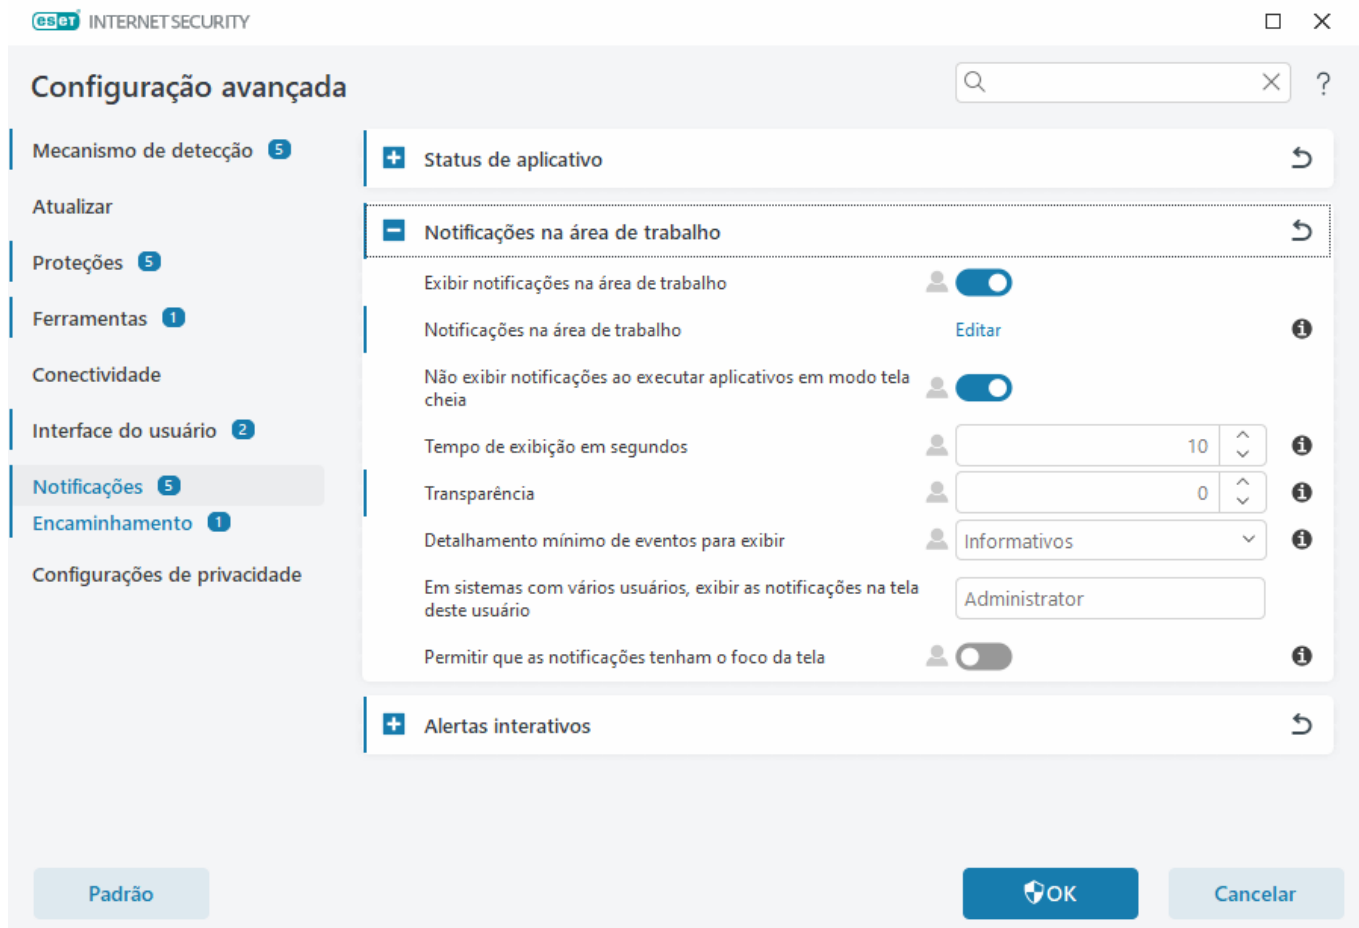 eset INTERNET SECURITY
Configuração avançada
?
Mecanismo de detecção 5
Atualizar
Proteções 5
Ferramentas 1
Conectividade
Interface do usuário 2
Notificações 5
Encaminhamento 1
Configurações de privacidade
Status de aplicativo
Notificações na área de trabalho
Exibir notificações na área de trabalho
Notificações na área de trabalho Editar
Não exibir notificações ao executar aplicativos em modo tela
cheia
Tempo de exibição em segundos 10
Transparência 0
Detalhamento mínimo de eventos para exibir Informativos
Em sistemas com vários usuários, exibir as notificações na tela
deste usuário
Administrator
Permitir que as notificações tenham o foco da tela
Alertas interativos
Padrão
OK
Cancelar